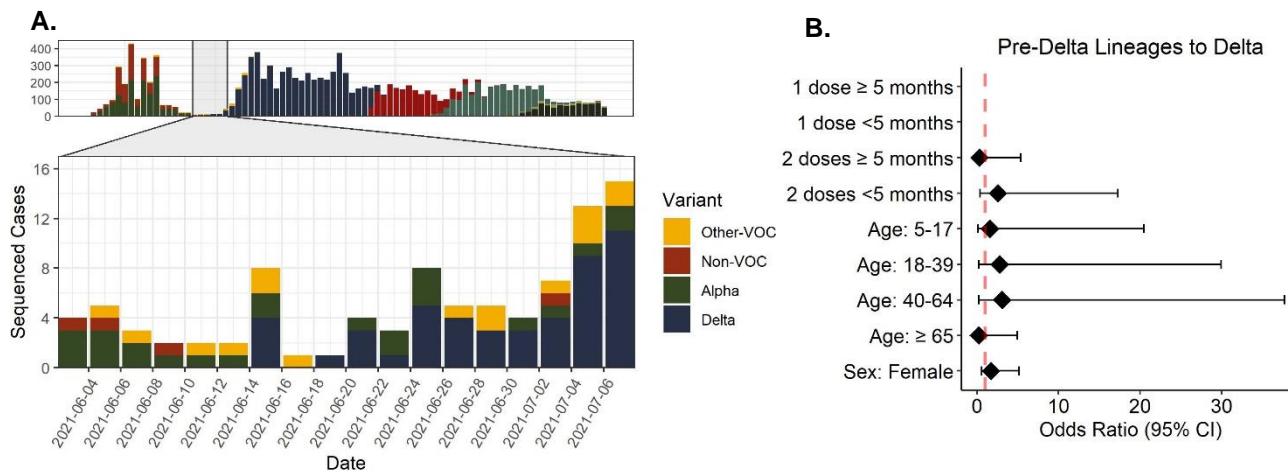 A.
400
300
200
100
0
16
12
8
4
0
Sequenced Cases
2021-06-04
2021-06-06
2021-06-08
2021-06-10
2021-06-12
2021-06-14
2021-06-16
2021-06-18
2021-06-20
2021-06-22
2021-06-24
2021-06-26
2021-06-28
2021-06-30
2021-07-02
2021-07-04
2021-07-06
Date
Variant
Other-VOC
Non-VOC
Alpha
Delta
B.
Pre-Delta Lineages to Delta
1 dose ≥ 5 months
1 dose <5 months
2 doses ≥ 5 months
2 doses <5 months
Age: 5-17
Age: 18-39
Age: 40-64
Age: ≥ 65
Sex: Female
0 10 20 30
Odds Ratio (95% CI)